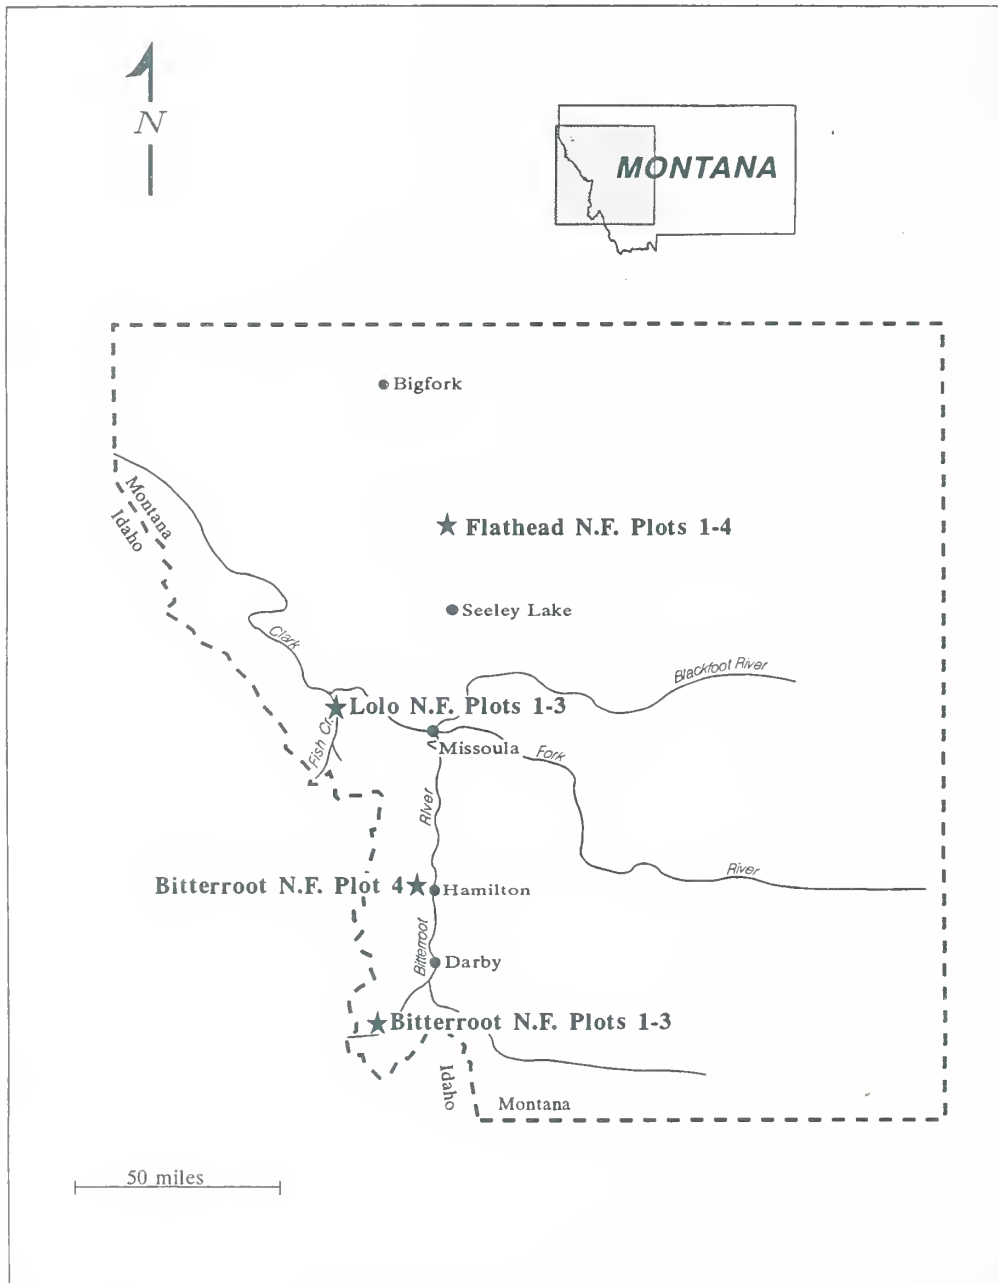 N
MONTANA
Bigfork
Montana
Idaho
Flathead N.F. Plots 1-4
Seeley Lake
Clark
Blackfoot River
Lolo N.F. Plots 1-3
Fish Cr.
Missoula
Fork
River
Bitterroot N.F. Plot 4
Hamilton
River
Bitterroot
Darby
Bitterroot N.F. Plots 1-3
Idaho
Montana
50 miles